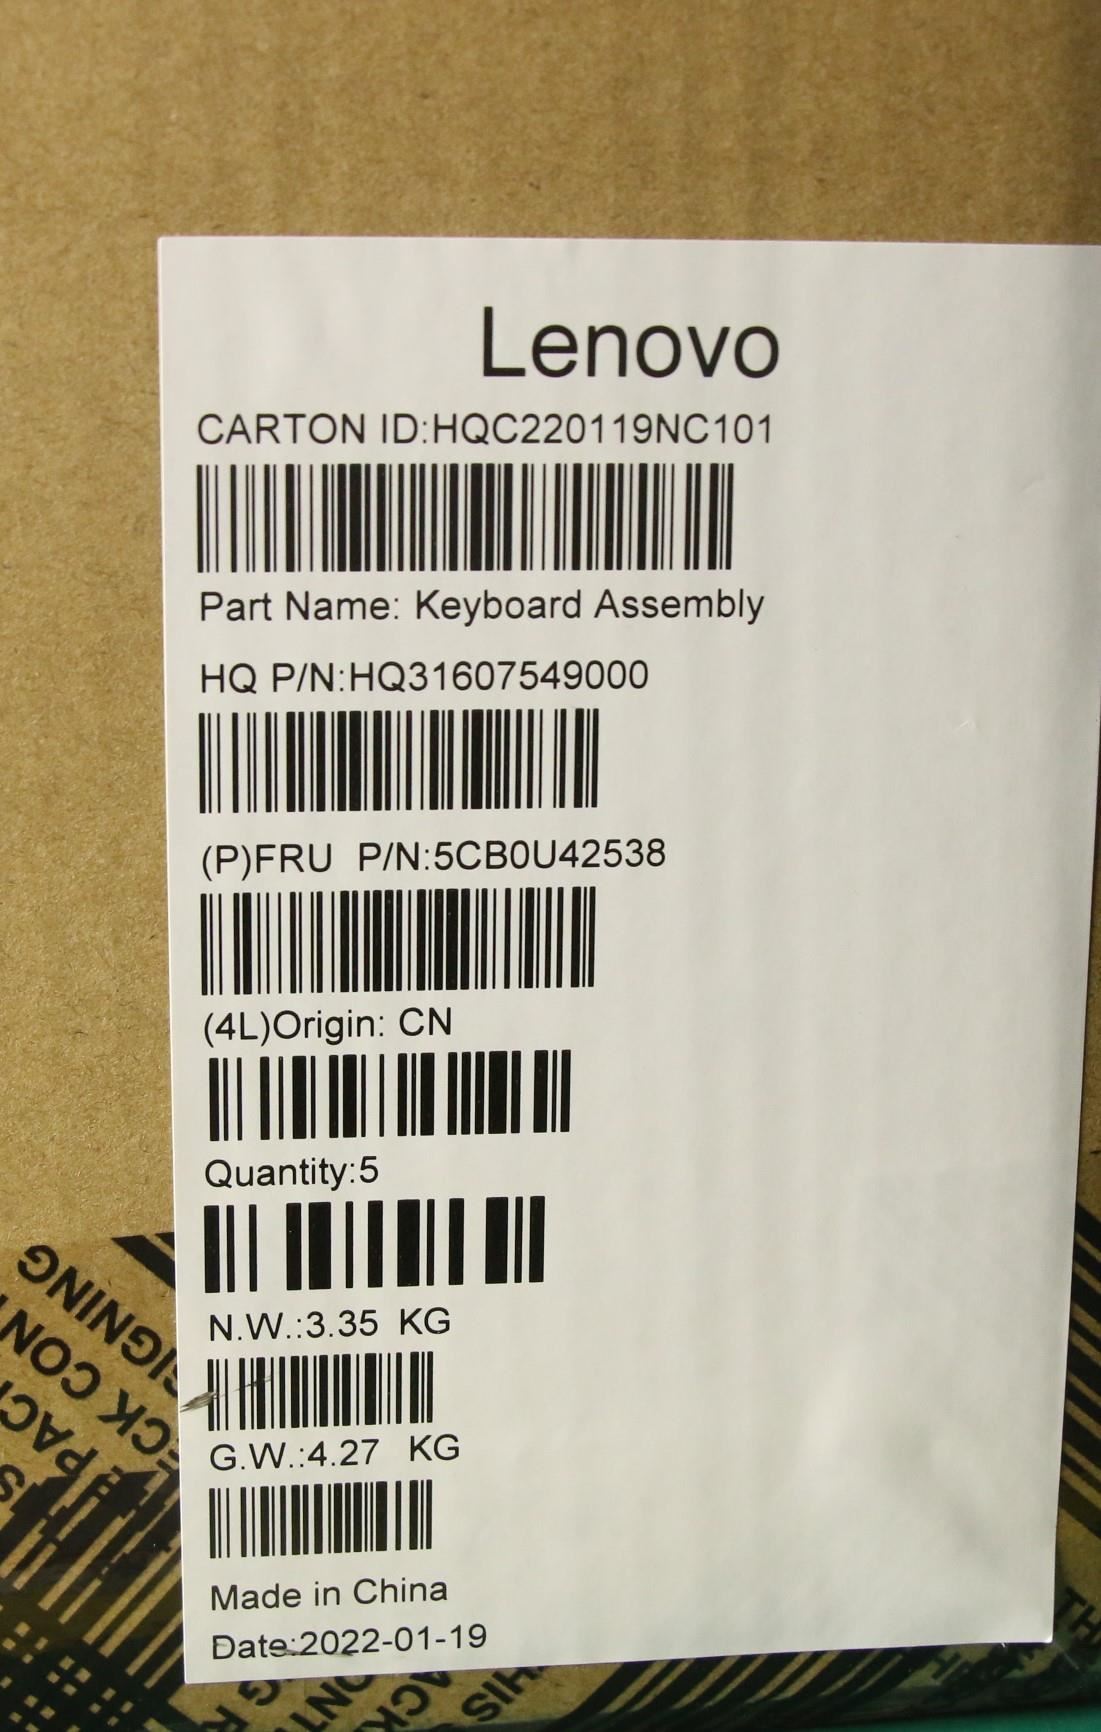 Lenovo
CARTON ID:HQC220119NC101
Part Name: Keyboard Assembly
HQ P/N:HQ31607549000
(P)FRU P/N:5CB0U42538
(4L)Origin: CN
Quantity:5
N.W.:3.35 KG
G.W.:4.27 KG
Made in China
Date:2022-01-19